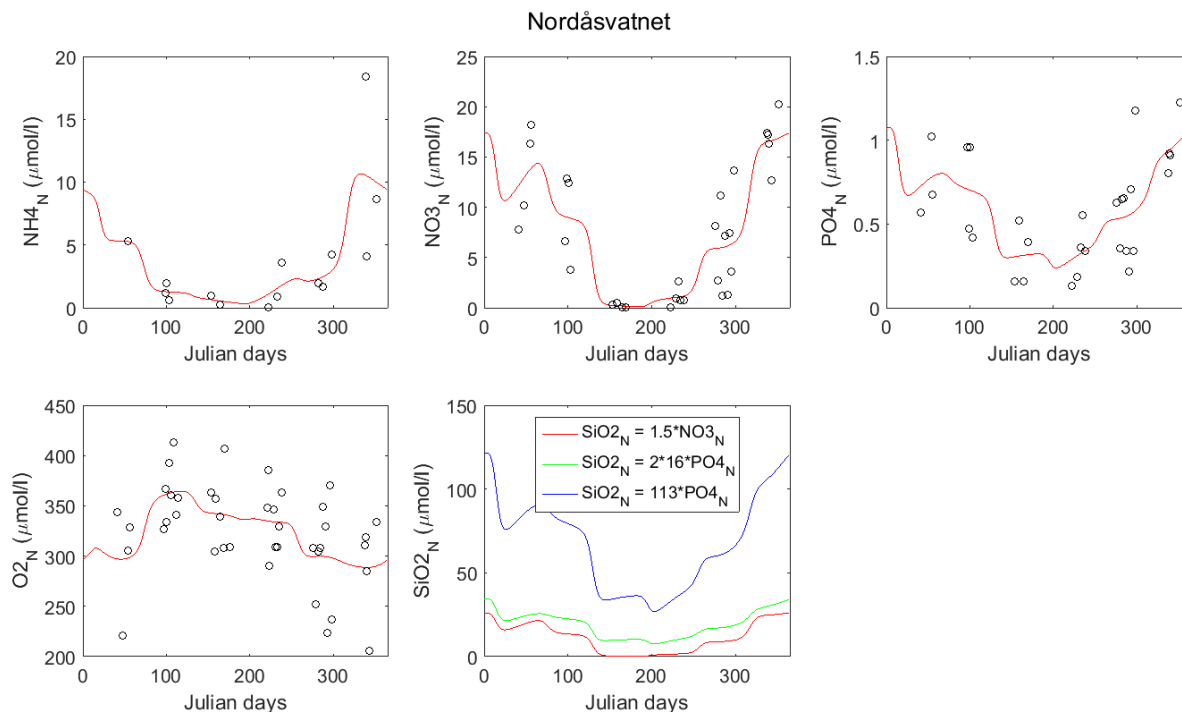 Nordåsvatnet
20
15
10
5
0
NH4N (μmol/l)
0 100 200 300
Julian days
25
20
15
10
5
0
NO3N (μmol/l)
0 100 200 300
Julian days
1.5
1
0.5
0
PO4N (μmol/l)
0 100 200 300
Julian days
450
400
350
300
250
200
O2N (μmol/l)
0 100 200 300
Julian days
150
100
50
0
SiO2N (μmol/l)
SiO2N = 1.5*NO3N
SiO2N = 2*16*PO4N
SiO2N = 113*PO4N
0 100 200 300
Julian days